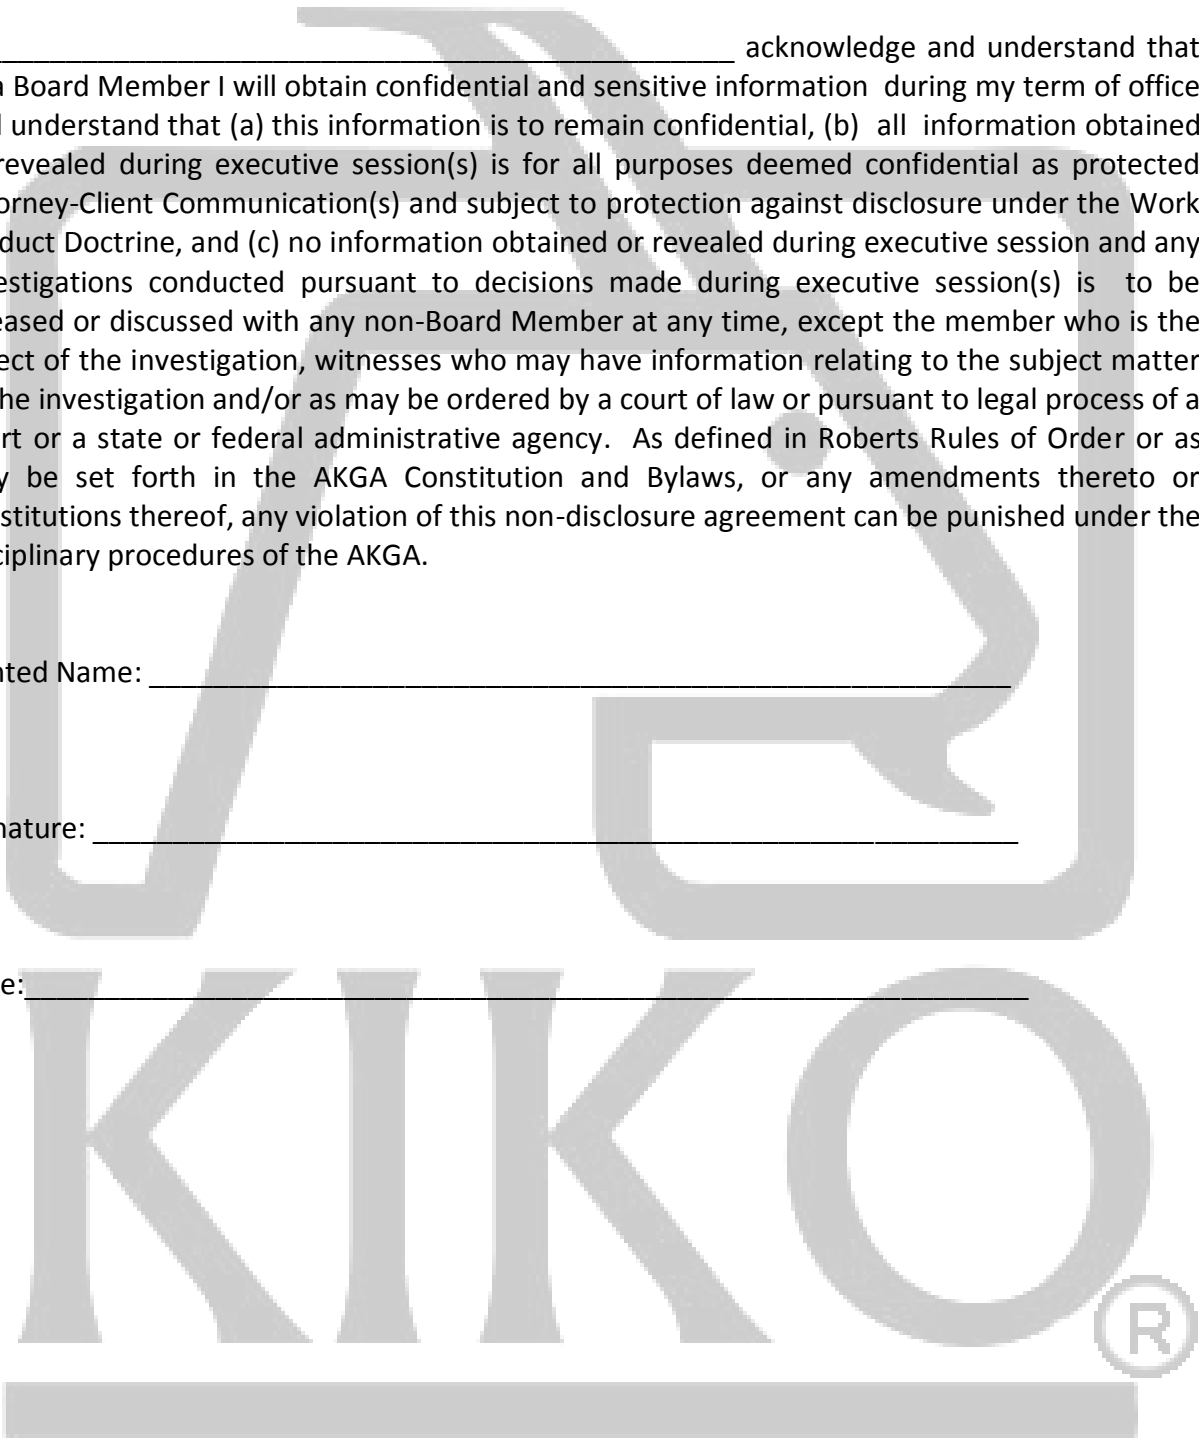 ______________________________________________ acknowledge and understand that
a Board Member I will obtain confidential and sensitive information during my term of office
understand that (a) this information is to remain confidential, (b) all information obtained
revealed during executive session(s) is for all purposes deemed confidential as protected
orney-Client Communication(s) and subject to protection against disclosure under the Work
duct Doctrine, and (c) no information obtained or revealed during executive session and any
estigations conducted pursuant to decisions made during executive session(s) is to be
eased or discussed with any non-Board Member at any time, except the member who is the
ect of the investigation, witnesses who may have information relating to the subject matter
he investigation and/or as may be ordered by a court of law or pursuant to legal process of a
rt or a state or federal administrative agency. As defined in Roberts Rules of Order or as
y be set forth in the AKGA Constitution and Bylaws, or any amendments thereto or
stitutions thereof, any violation of this non-disclosure agreement can be punished under the
ciplinary procedures of the AKGA.
nted Name: ______________________________________________________
nature: __________________________________________________________
e:_______________________________________________________________
KIKO®